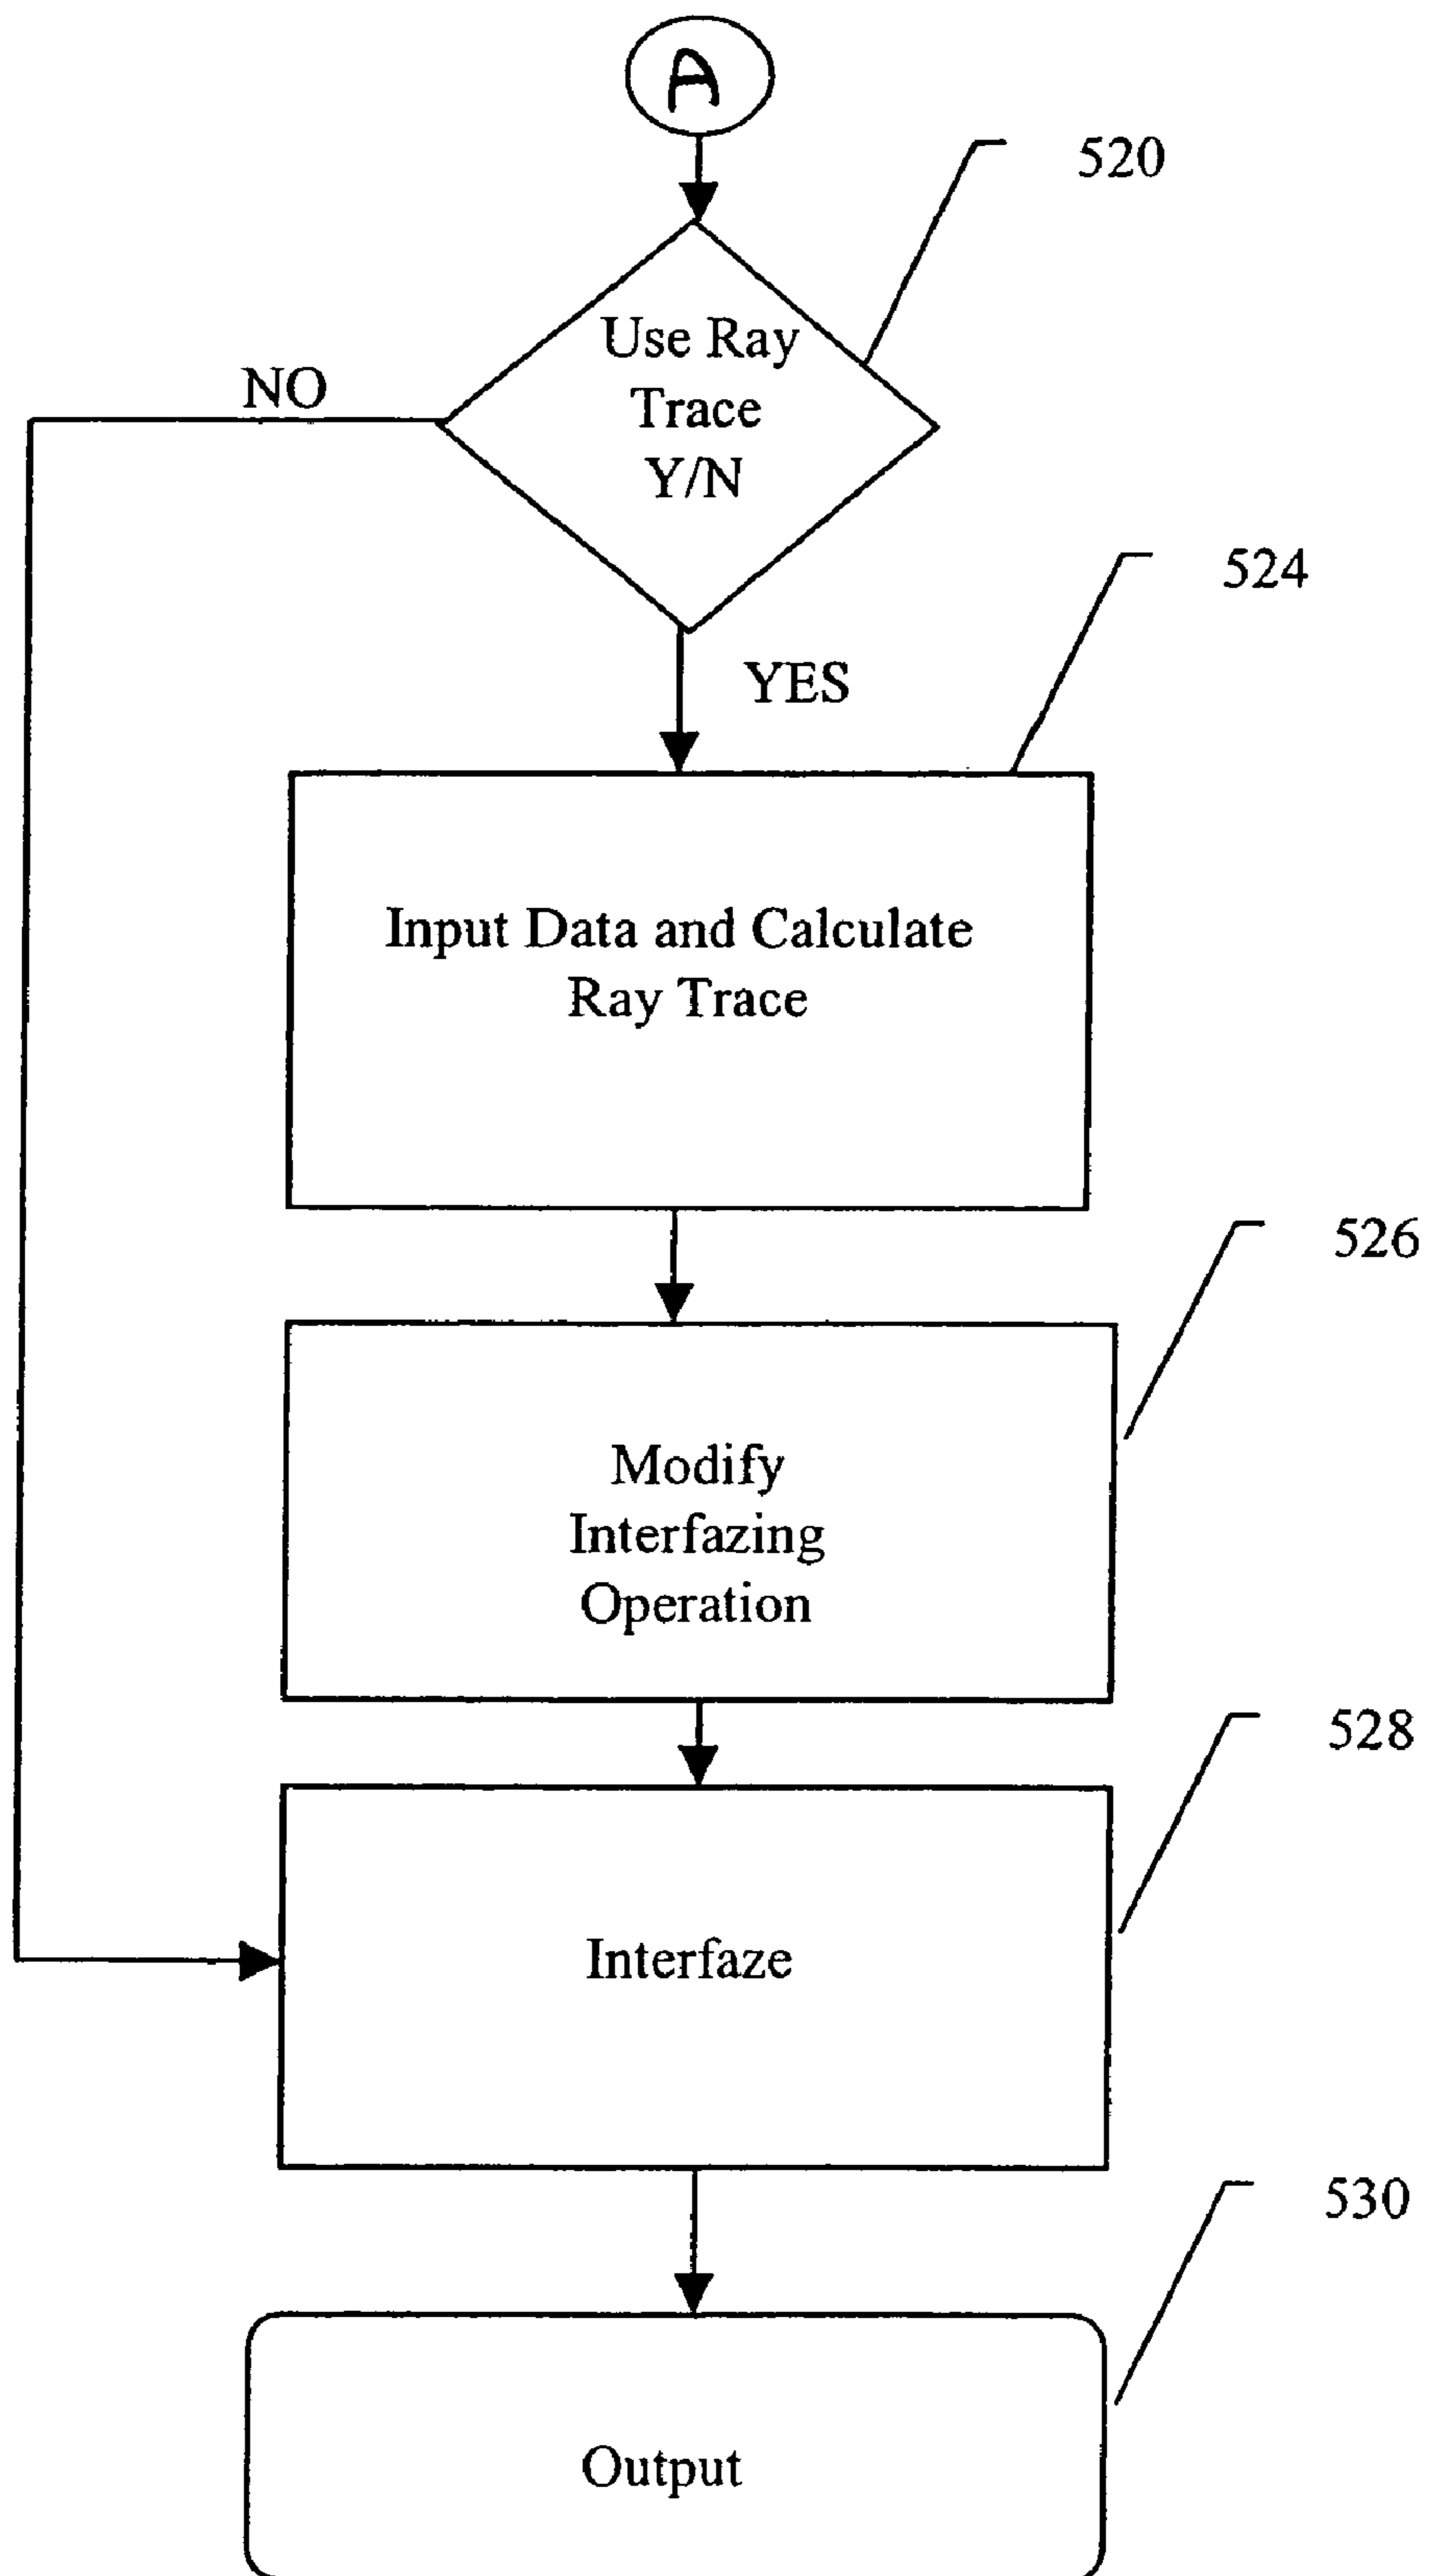 A
520
Use Ray
Trace
Y/N
NO
524
YES
Input Data and Calculate
Ray Trace
526
Modify
Interfazing
Operation
528
Interfaze
530
Output